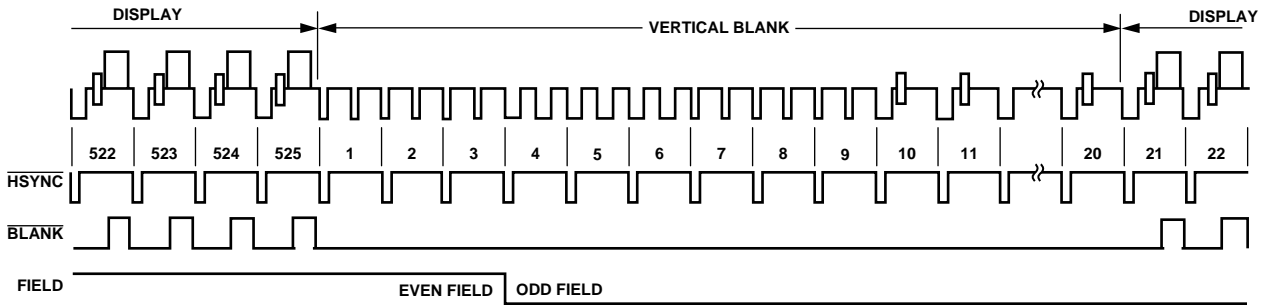 DISPLAY VERTICAL BLANK DISPLAY
522 523 524 525 1 2 3 4 5 6 7 8 9 10 11 20 21 22
HSYNC
BLANK
FIELD EVEN FIELD ODD FIELD